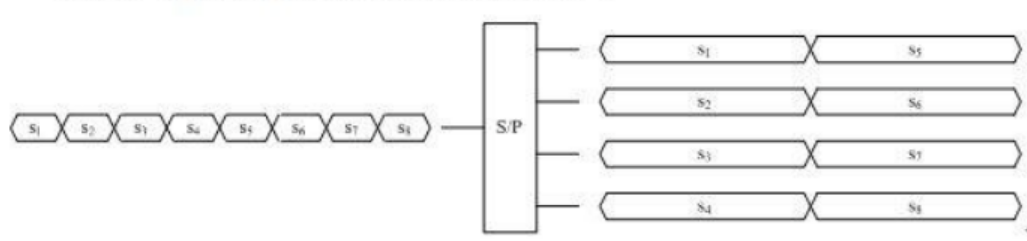 s₁ s₅
s₂ s₆
s₁ s₂ s₃ s₄ s₅ s₆ s₇ s₈ S/P
s₃ s₇
s₄ s₈